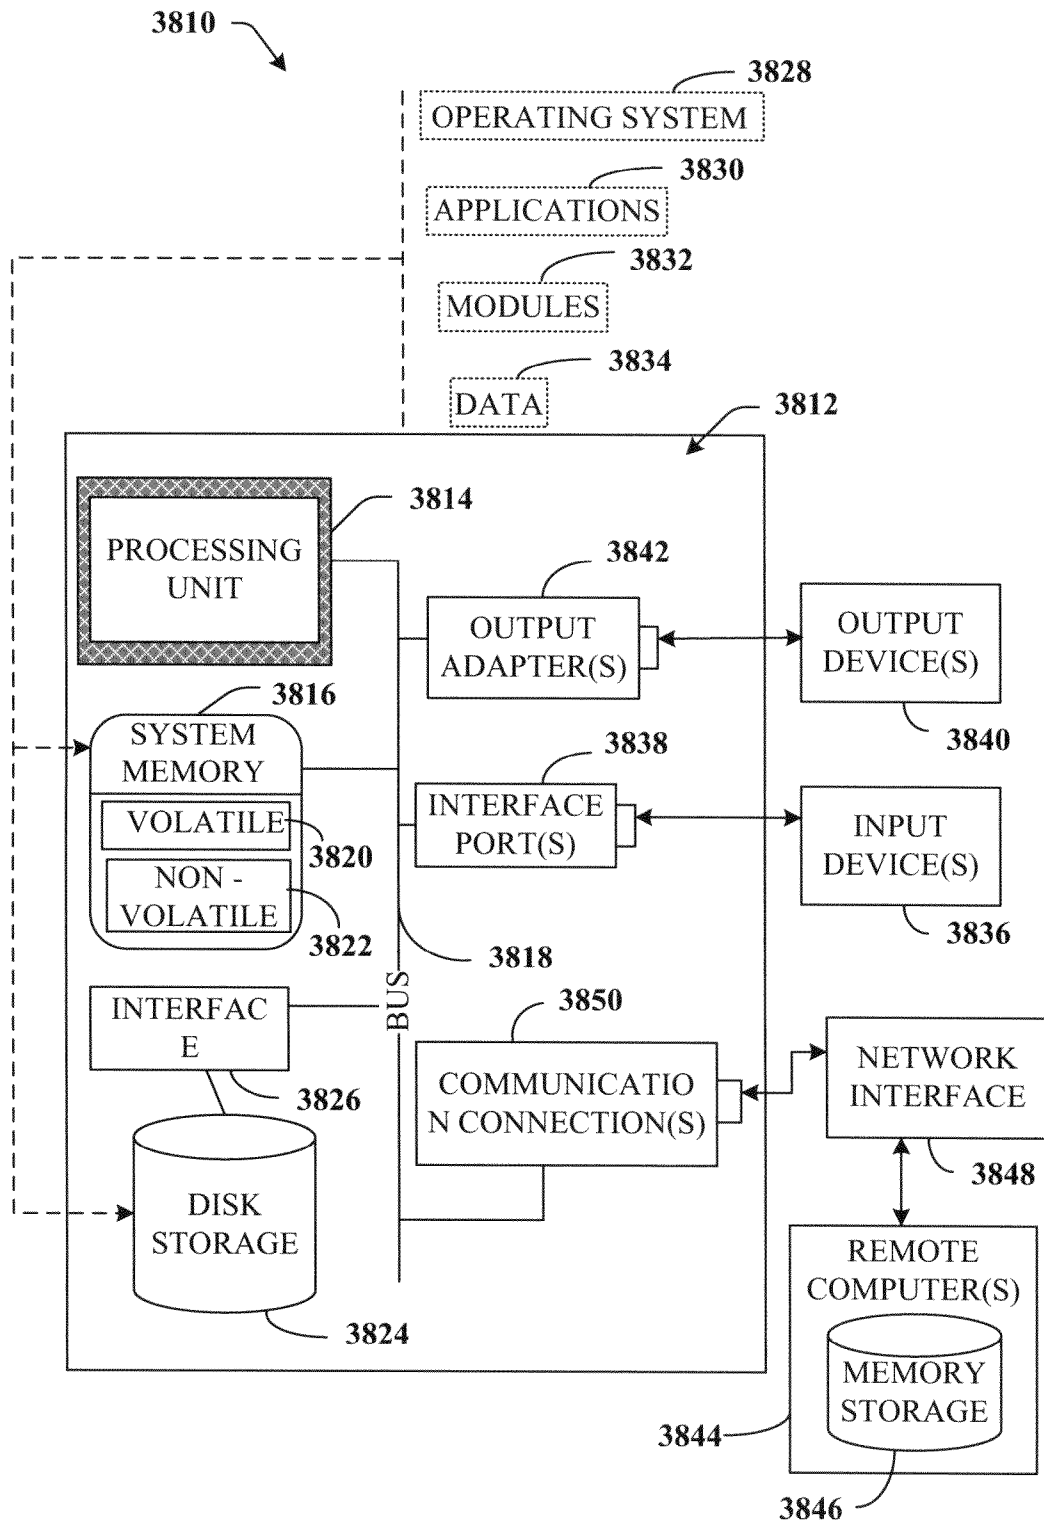 3810
3828
OPERATING SYSTEM
3830
APPLICATIONS
3832
MODULES
3834
DATA
3812
3814
PROCESSING
UNIT
3842
OUTPUT
ADAPTER(S)
OUTPUT
DEVICE(S)
3840
3816
SYSTEM
MEMORY
VOLATILE
3820
NON -
VOLATILE
3822
3838
INTERFACE
PORT(S)
INPUT
DEVICE(S)
3836
3818
BUS
INTERFAC
E
3826
3850
COMMUNICATIO
N CONNECTION(S)
NETWORK
INTERFACE
3848
DISK
STORAGE
3824
REMOTE
COMPUTER(S)
MEMORY
STORAGE
3844
3846